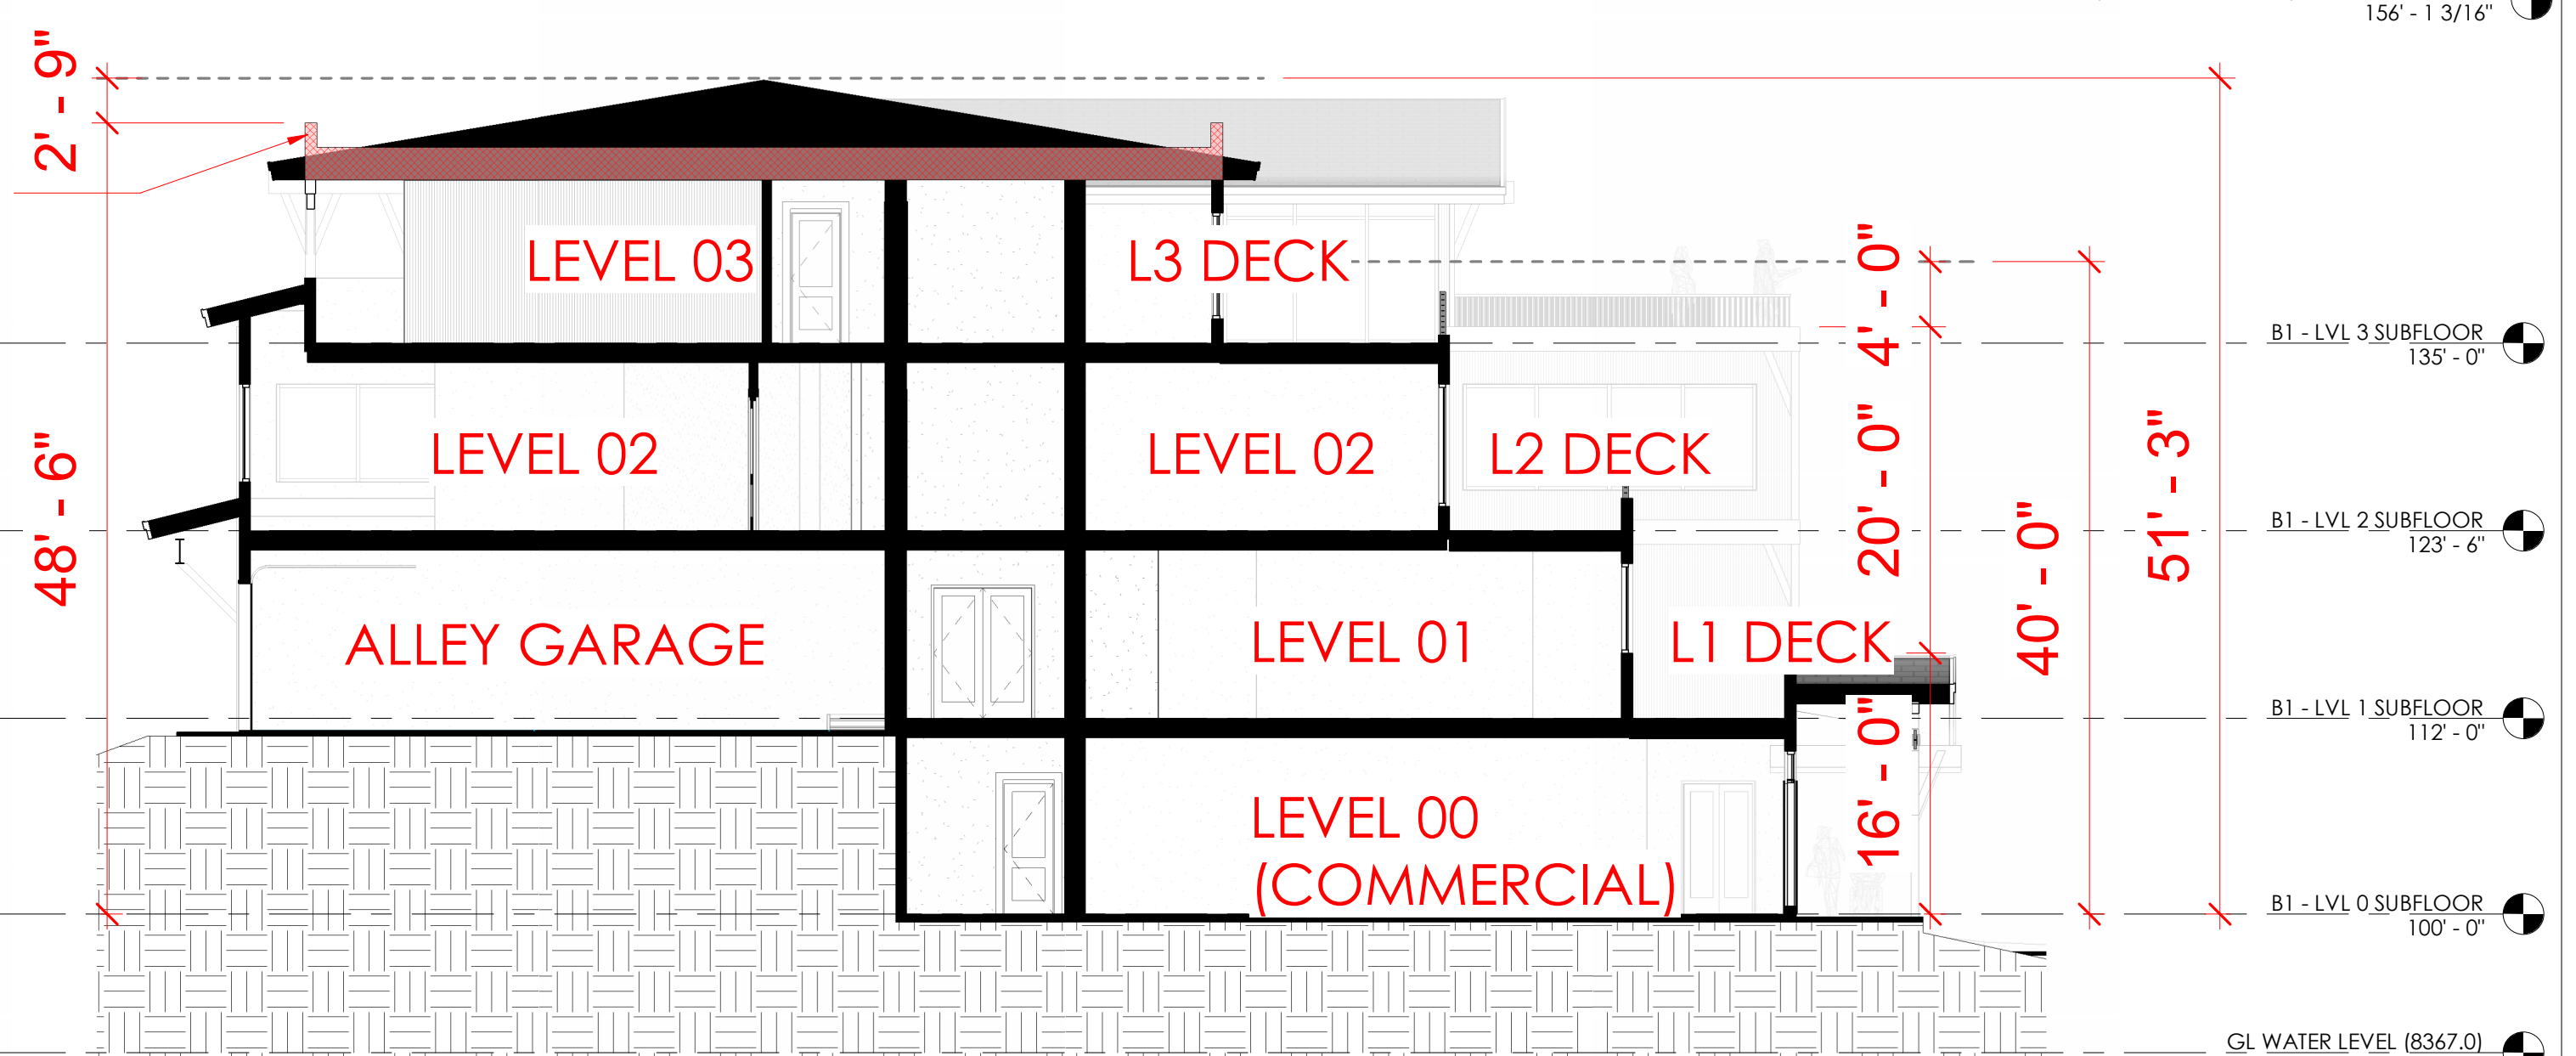 156' - 1 3/16"
2' - 9"
LEVEL 03
L3 DECK
4' - 0"
B1 - LVL 3 SUBFLOOR
135' - 0"
48' - 6"
LEVEL 02
LEVEL 02
L2 DECK
20' - 0"
40' - 0"
51' - 3"
B1 - LVL 2 SUBFLOOR
123' - 6"
ALLEY GARAGE
LEVEL 01
L1 DECK
B1 - LVL 1 SUBFLOOR
112' - 0"
LEVEL 00
(COMMERCIAL)
16' - 0"
B1 - LVL 0 SUBFLOOR
100' - 0"
GL WATER LEVEL (8367.0)